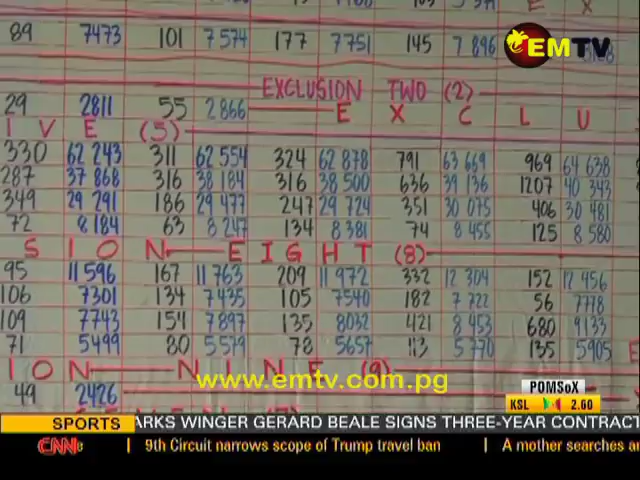 89 7473 101 7574 177 7751 145 7896
EMTV
EXCLUSION TWO (2)
29 2811 55 2866 E X C L U
I V E (5)
330 62 243 311 62 554 324 62 878 791 63 669 969 64 638
287 37 868 316 38 184 316 38 500 636 39 136 1207 40 343
349 29 291 186 29 477 247 29 724 351 30 075 406 30 481
72 8 184 63 8 247 134 8 381 74 8 455 125 8 580
S I O N E I G H T (8)
95 11 596 167 11 763 209 11 972 332 12 304 152 12 456
106 7301 134 7435 105 7540 182 7 722 56 7778
109 7743 154 7897 135 8032 421 8 453 680 9133
71 5499 80 5579 78 5657 113 5770 135 5905
I O N N I N E (9)
www.emtv.com.pg
49 2426
POMSoX
KSL 2.60
SPORTS ARKS WINGER GERARD BEALE SIGNS THREE-YEAR CONTRACT
CNN 9th Circuit narrows scope of Trump travel ban A mother searches a